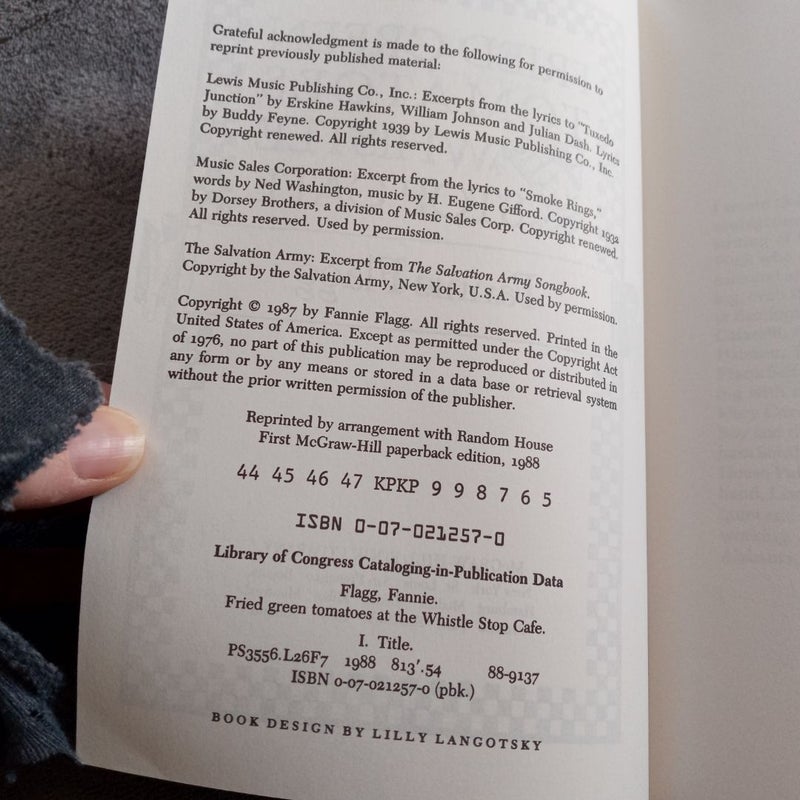 Grateful acknowledgment is made to the following for permission to
reprint previously published material:
Lewis Music Publishing Co., Inc.: Excerpts from the lyrics to "Tuxedo
Junction" by Erskine Hawkins, William Johnson and Julian Dash. Lyrics
by Buddy Feyne. Copyright 1939 by Lewis Music Publishing Co., Inc.
Copyright renewed. All rights reserved.
Music Sales Corporation: Excerpt from the lyrics to "Smoke Rings,"
words by Ned Washington, music by H. Eugene Gifford. Copyright 1932
by Dorsey Brothers, a division of Music Sales Corp. Copyright renewed.
All rights reserved. Used by permission.
The Salvation Army: Excerpt from The Salvation Army Songbook.
Copyright by the Salvation Army, New York, U.S.A. Used by permission.
Copyright © 1987 by Fannie Flagg. All rights reserved. Printed in the
United States of America. Except as permitted under the Copyright Act
of 1976, no part of this publication may be reproduced or distributed in
any form or by any means or stored in a data base or retrieval system
without the prior written permission of the publisher.
Reprinted by arrangement with Random House
First McGraw-Hill paperback edition, 1988
44 45 46 47 KPKP 9 9 8 7 6 5
ISBN 0-07-021257-0
Library of Congress Cataloging-in-Publication Data
Flagg, Fannie.
Fried green tomatoes at the Whistle Stop Cafe.
I. Title.
PS3556.L26F7 1988 813'.54 88-9137
ISBN 0-07-021257-0 (pbk.)
BOOK DESIGN BY LILLY LANGOTSKY